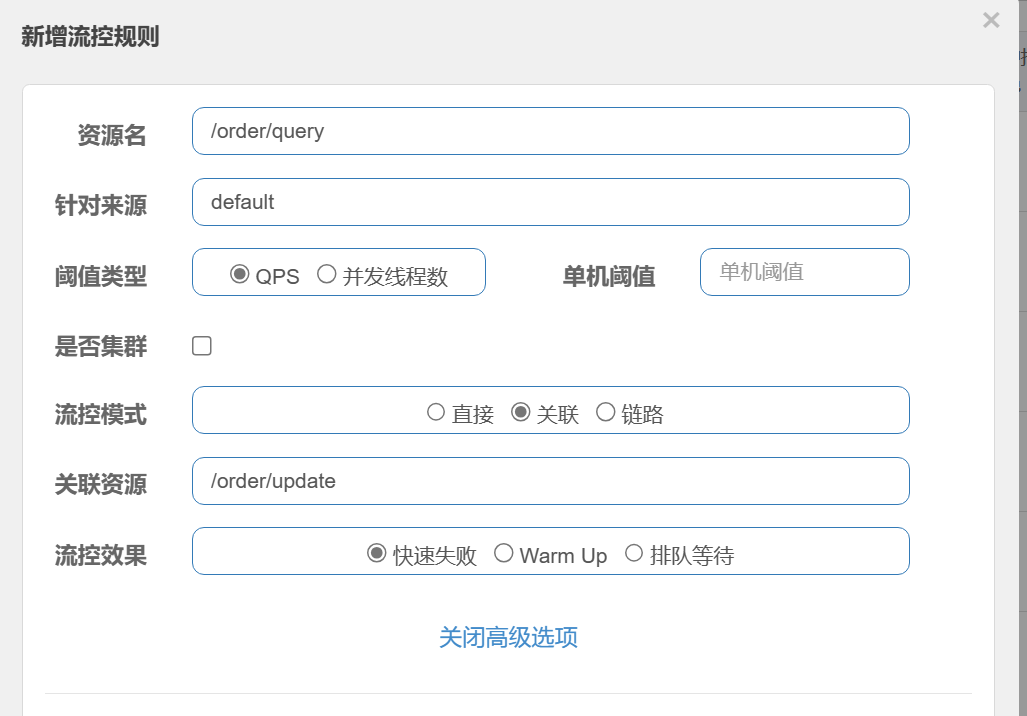 新增流控规则
×
资源名 /order/query
针对来源 default
阈值类型 QPS 并发线程数 单机阈值 单机阈值
是否集群
流控模式 直接 关联 链路
关联资源 /order/update
流控效果 快速失败 Warm Up 排队等待
关闭高级选项